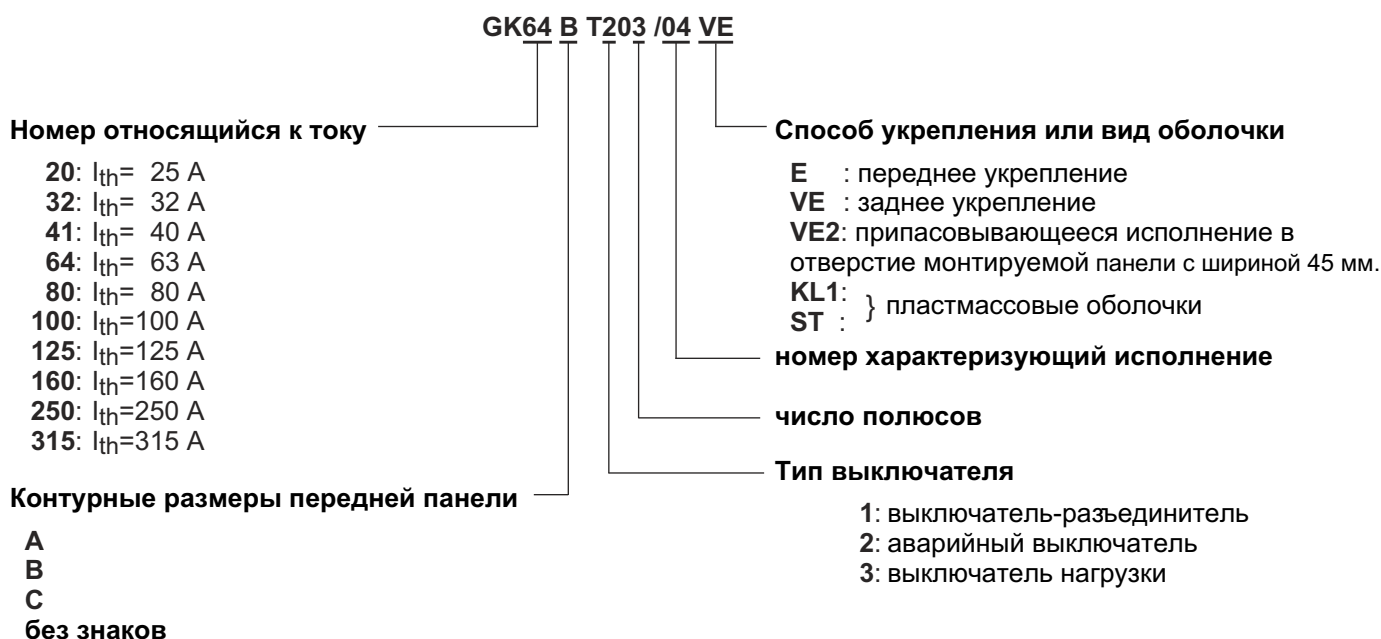 GK64 B T203 /04 VE
Номер относящийся к току
20: Ith= 25 A
32: Ith= 32 A
41: Ith= 40 A
64: Ith= 63 A
80: Ith= 80 A
100: Ith=100 A
125: Ith=125 A
160: Ith=160 A
250: Ith=250 A
315: Ith=315 A
Контурные размеры передней панели
A
B
C
без знаков
Способ укрепления или вид оболочки
E : переднее укрепление
VE : заднее укрепление
VE2: припасовывающееся исполнение в
отверстие монтируемой панели с шириной 45 мм.
KL1:
} пластмассовые оболочки
ST :
номер характеризующий исполнение
число полюсов
Тип выключателя
1: выключатель-разъединитель
2: аварийный выключатель
3: выключатель нагрузки